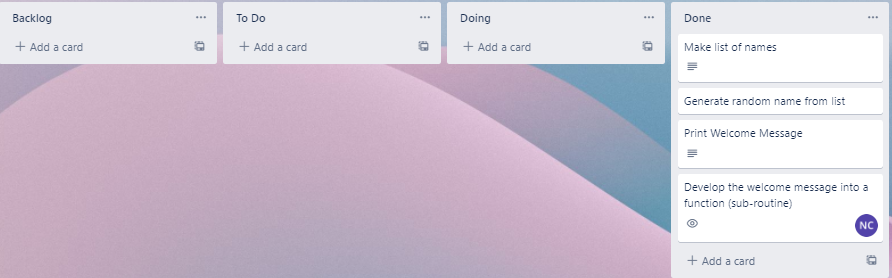 Backlog
+ Add a card
To Do
+ Add a card
Doing
+ Add a card
Done
Make list of names
Generate random name from list
Print Welcome Message
Develop the welcome message into a
function (sub-routine)
NC
+ Add a card